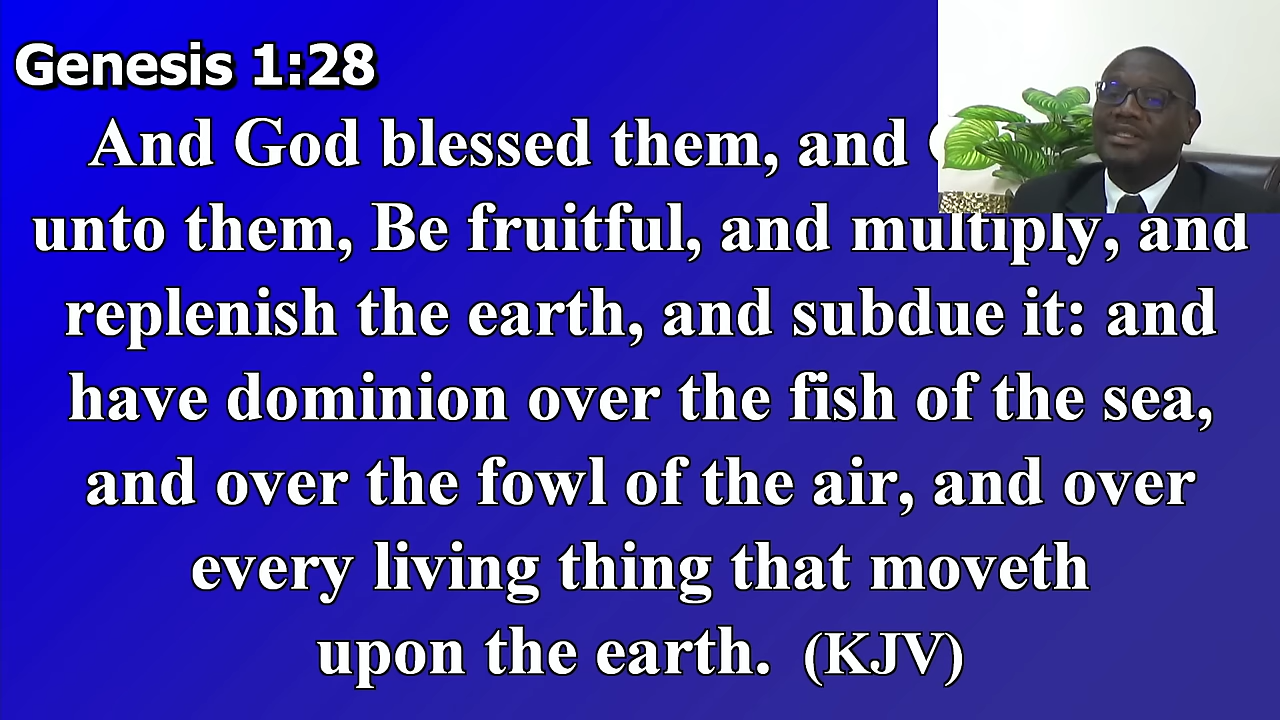 Genesis 1:28
And God blessed them, and
unto them, Be fruitful, and multiply, and
replenish the earth, and subdue it: and
have dominion over the fish of the sea,
and over the fowl of the air, and over
every living thing that moveth
upon the earth. (KJV)